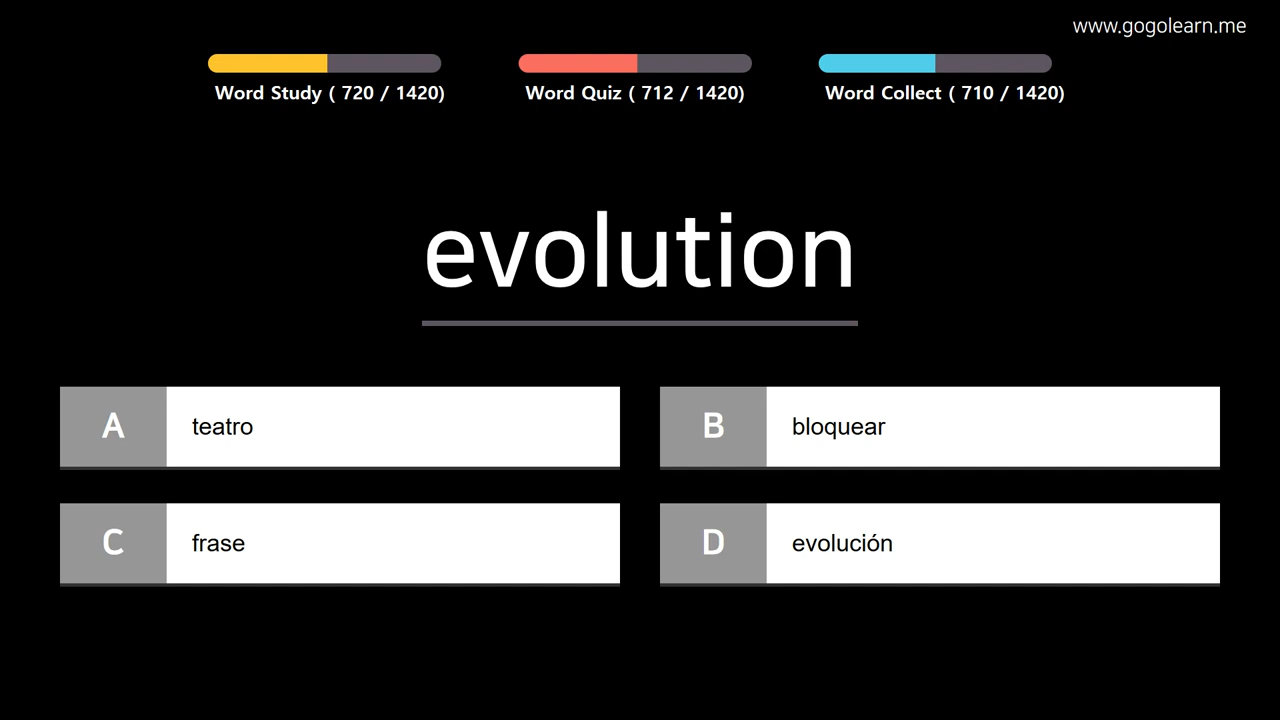 www.gogolearn.me
Word Study ( 720 / 1420)
Word Quiz ( 712 / 1420)
Word Collect ( 710 / 1420)
evolution
A teatro
B bloquear
C frase
D evolución